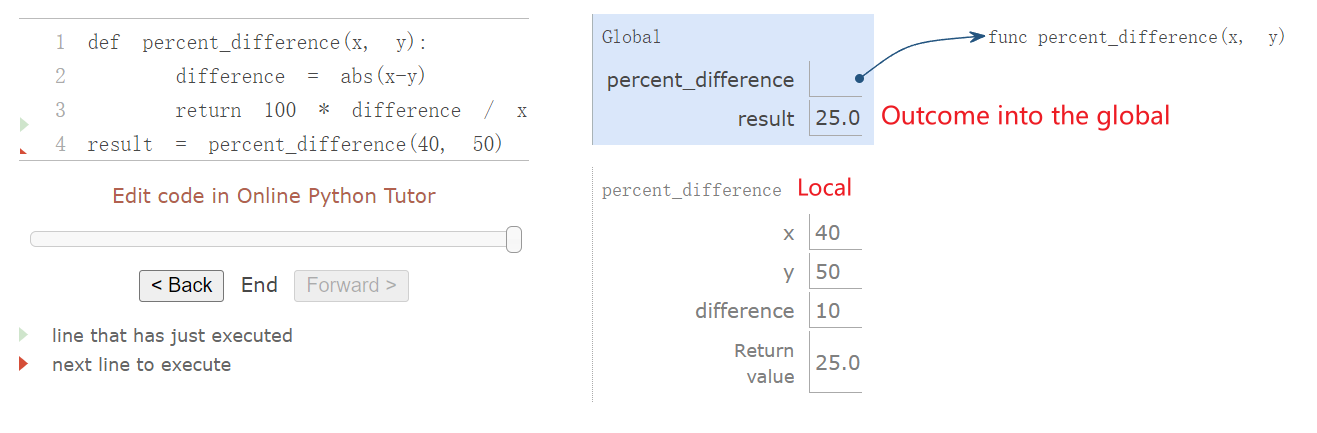 1 def percent_difference(x, y):
2 difference = abs(x-y)
3 return 100 * difference / x
4 result = percent_difference(40, 50)
Edit code in Online Python Tutor
< Back End Forward >
line that has just executed
next line to execute
Global
func percent_difference(x, y)
percent_difference
result 25.0
Outcome into the global
percent_difference Local
x 40
y 50
difference 10
Return
value 25.0